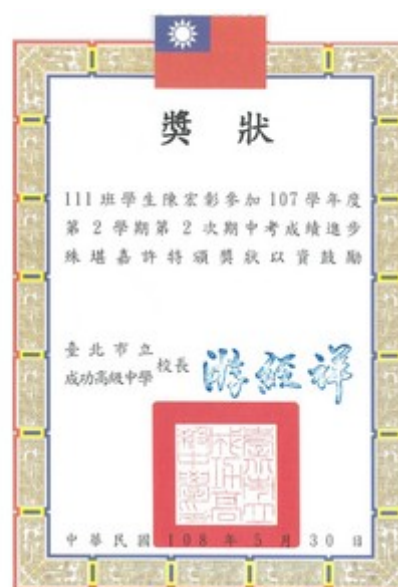 獎狀
111班學生陳宏彰參加107學年度
第2學期第2次期中考成績進步
殊堪嘉許特頒獎狀以資鼓勵
臺北市立
成功高級中學
校長
游經祥
中華民國108年5月30日